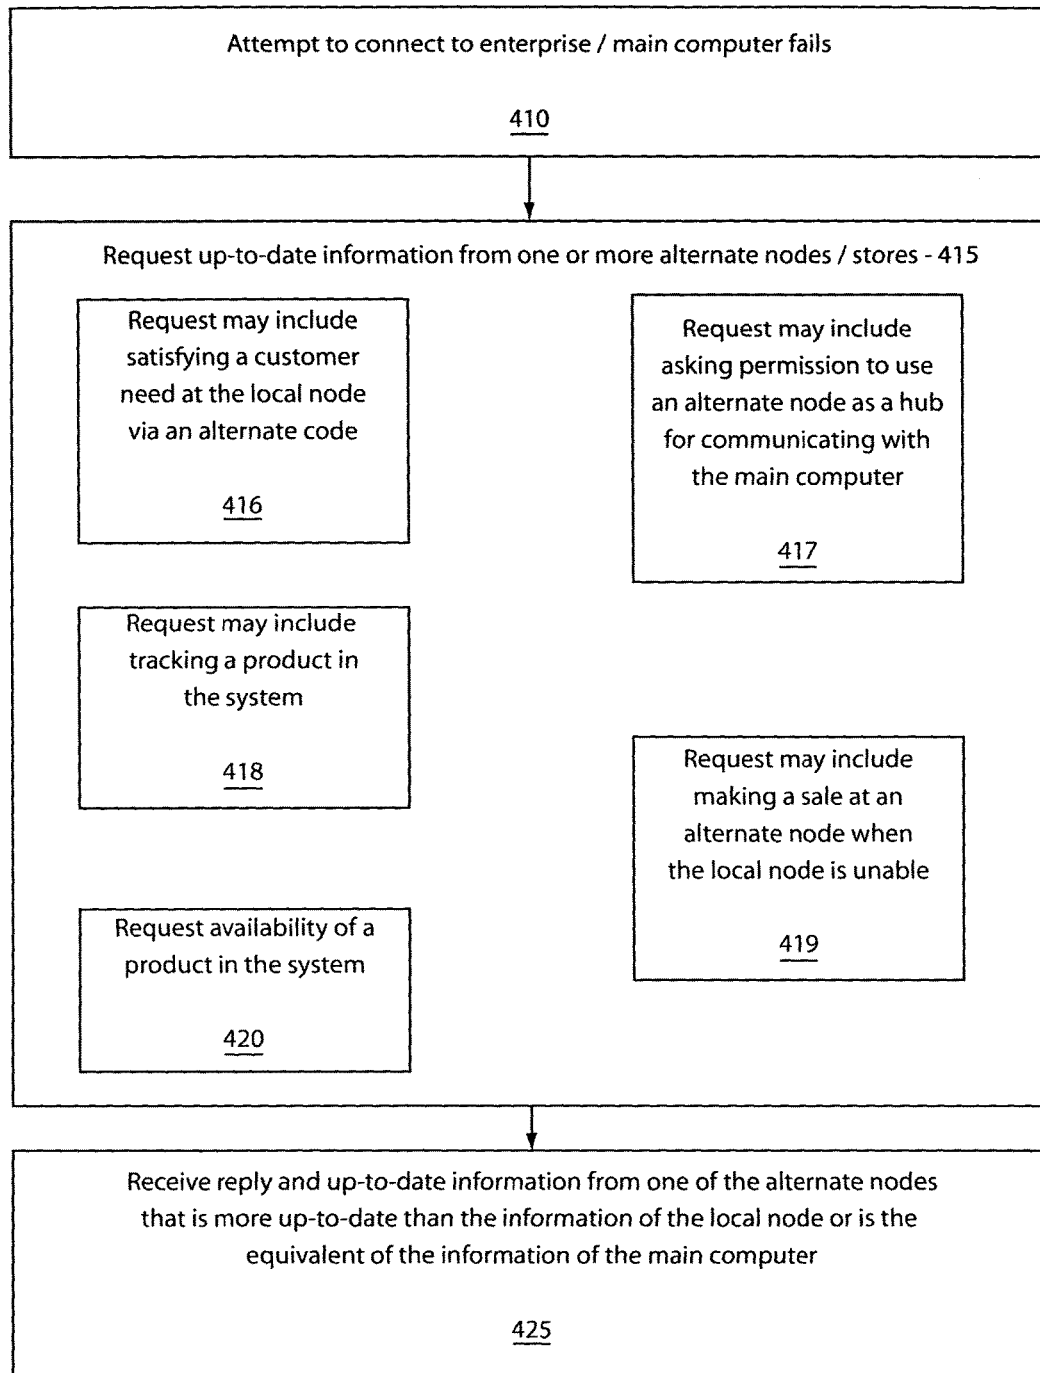 Attempt to connect to enterprise / main computer fails
410
Request up-to-date information from one or more alternate nodes / stores - 415
Request may include
satisfying a customer
need at the local node
via an alternate code
416
Request may include
asking permission to use
an alternate node as a hub
for communicating with
the main computer
417
Request may include
tracking a product in
the system
418
Request may include
making a sale at an
alternate node when
the local node is unable
419
Request availability of a
product in the system
420
Receive reply and up-to-date information from one of the alternate nodes
that is more up-to-date than the information of the local node or is the
equivalent of the information of the main computer
425